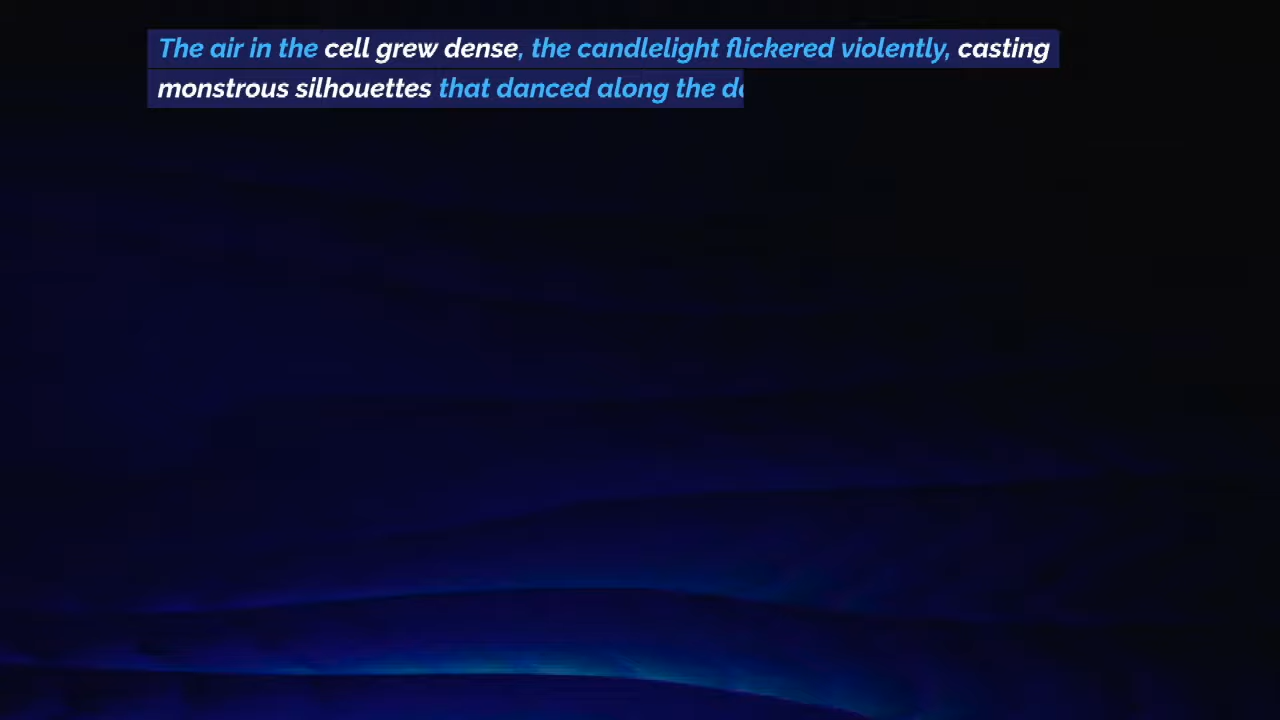 The air in the cell grew dense, the candlelight flickered violently, casting
monstrous silhouettes that danced along the